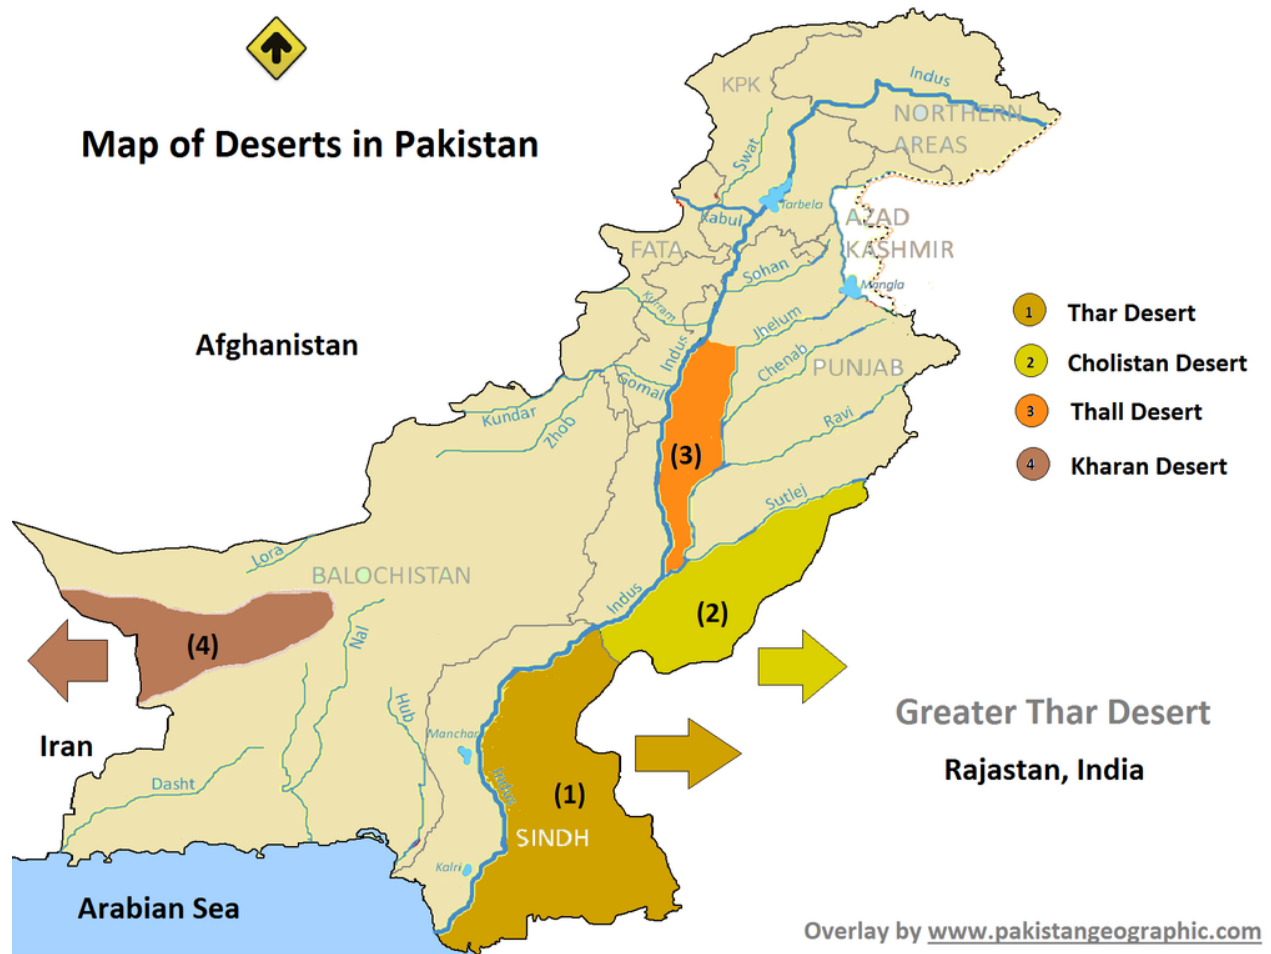 Map of Deserts in Pakistan
KPK
Indus
NORTHERN
AREAS
Swat
Tarbela
Kabul
AZAD
KASHMIR
FATA
Sohan
Mangla
Kurram
Jhelum
Afghanistan
Indus
Chenab
PUNJAB
Gomal
Kundar
Zhob
Ravi
(3)
Sutlej
1 Thar Desert
2 Cholistan Desert
3 Thall Desert
4 Kharan Desert
Lora
BALOCHISTAN
Indus
(2)
(4)
Nal
Hub
Manchar
Iran
Dasht
Indus
(1)
SINDH
Kalri
Greater Thar Desert
Rajastan, India
Arabian Sea
Overlay by www.pakistangeographic.com